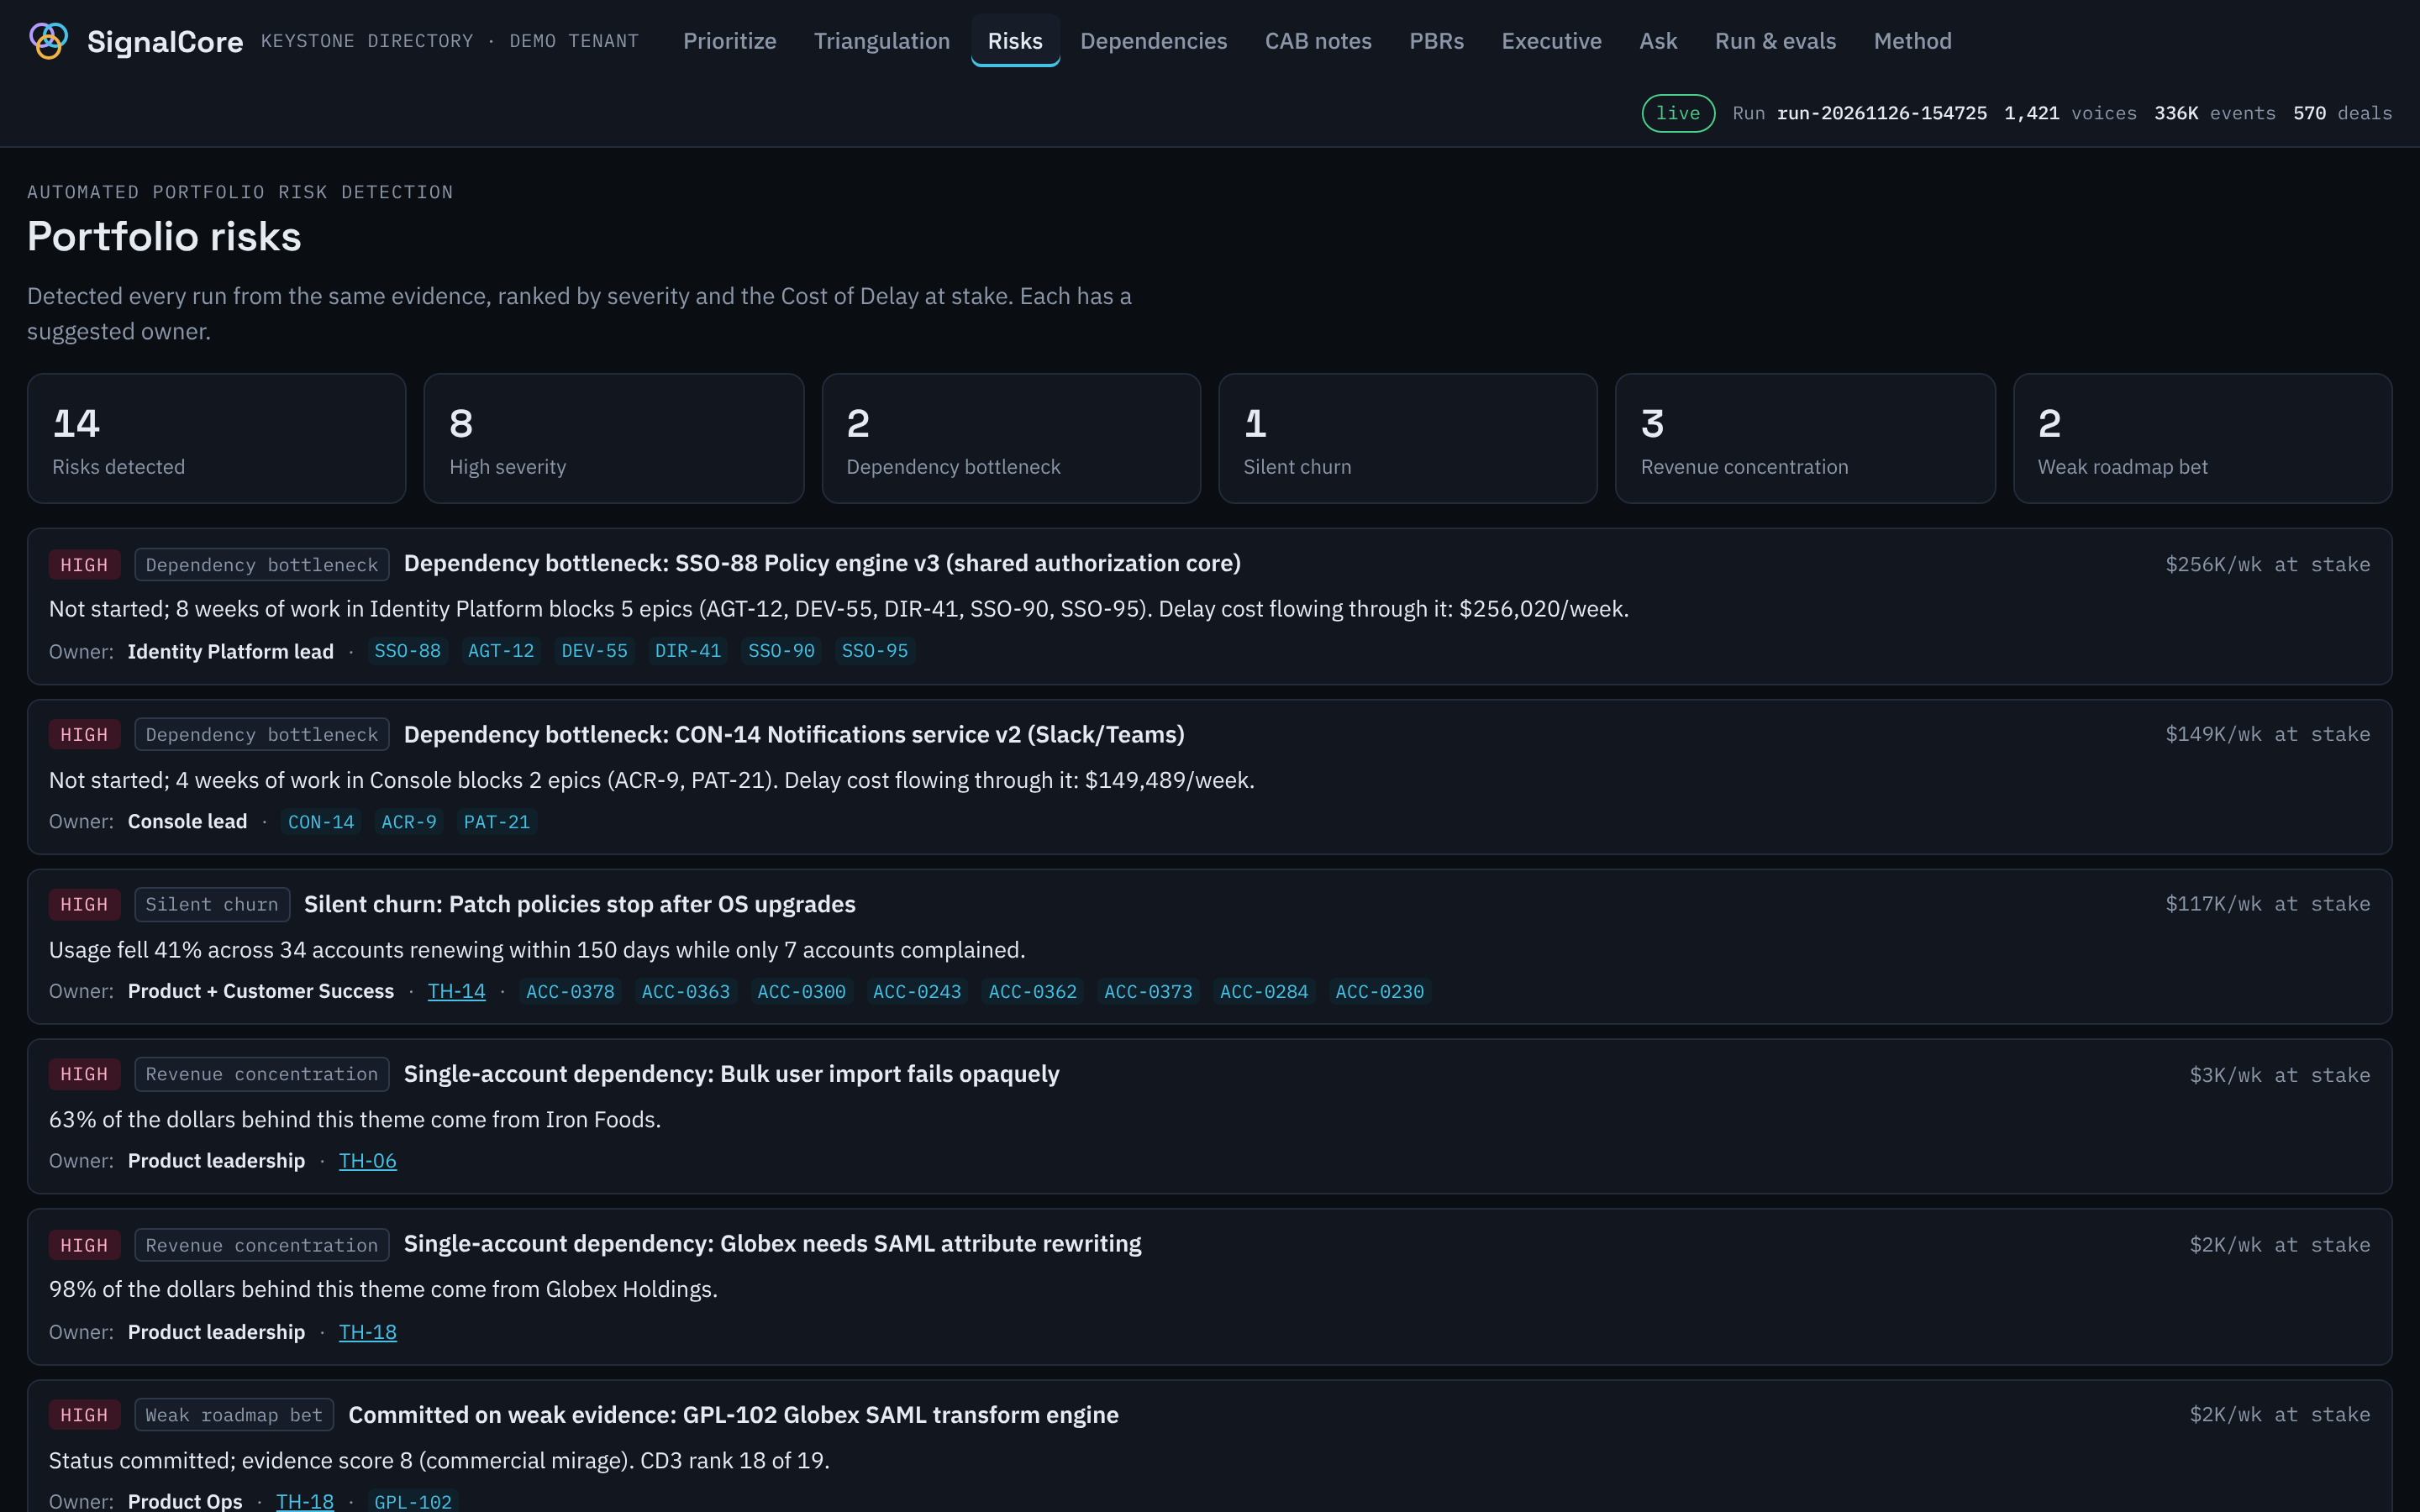 SignalCore KEYSTONE DIRECTORY · DEMO TENANT Prioritize Triangulation Risks Dependencies CAB notes PBRs Executive Ask Run & evals Method
live Run run-20261126-154725 1,421 voices 336K events 570 deals
AUTOMATED PORTFOLIO RISK DETECTION
Portfolio risks
Detected every run from the same evidence, ranked by severity and the Cost of Delay at stake. Each has a
suggested owner.
14
Risks detected
8
High severity
2
Dependency bottleneck
1
Silent churn
3
Revenue concentration
2
Weak roadmap bet
HIGH Dependency bottleneck Dependency bottleneck: SSO-88 Policy engine v3 (shared authorization core) $256K/wk at stake
Not started; 8 weeks of work in Identity Platform blocks 5 epics (AGT-12, DEV-55, DIR-41, SSO-90, SSO-95). Delay cost flowing through it: $256,020/week.
Owner: Identity Platform lead · SSO-88 AGT-12 DEV-55 DIR-41 SSO-90 SSO-95
HIGH Dependency bottleneck Dependency bottleneck: CON-14 Notifications service v2 (Slack/Teams) $149K/wk at stake
Not started; 4 weeks of work in Console blocks 2 epics (ACR-9, PAT-21). Delay cost flowing through it: $149,489/week.
Owner: Console lead · CON-14 ACR-9 PAT-21
HIGH Silent churn Silent churn: Patch policies stop after OS upgrades $117K/wk at stake
Usage fell 41% across 34 accounts renewing within 150 days while only 7 accounts complained.
Owner: Product + Customer Success · TH-14 · ACC-0378 ACC-0363 ACC-0300 ACC-0243 ACC-0362 ACC-0373 ACC-0284 ACC-0230
HIGH Revenue concentration Single-account dependency: Bulk user import fails opaquely $3K/wk at stake
63% of the dollars behind this theme come from Iron Foods.
Owner: Product leadership · TH-06
HIGH Revenue concentration Single-account dependency: Globex needs SAML attribute rewriting $2K/wk at stake
98% of the dollars behind this theme come from Globex Holdings.
Owner: Product leadership · TH-18
HIGH Weak roadmap bet Committed on weak evidence: GPL-102 Globex SAML transform engine $2K/wk at stake
Status committed; evidence score 8 (commercial mirage). CD3 rank 18 of 19.
Owner: Product Ops · TH-18 · GPL-102